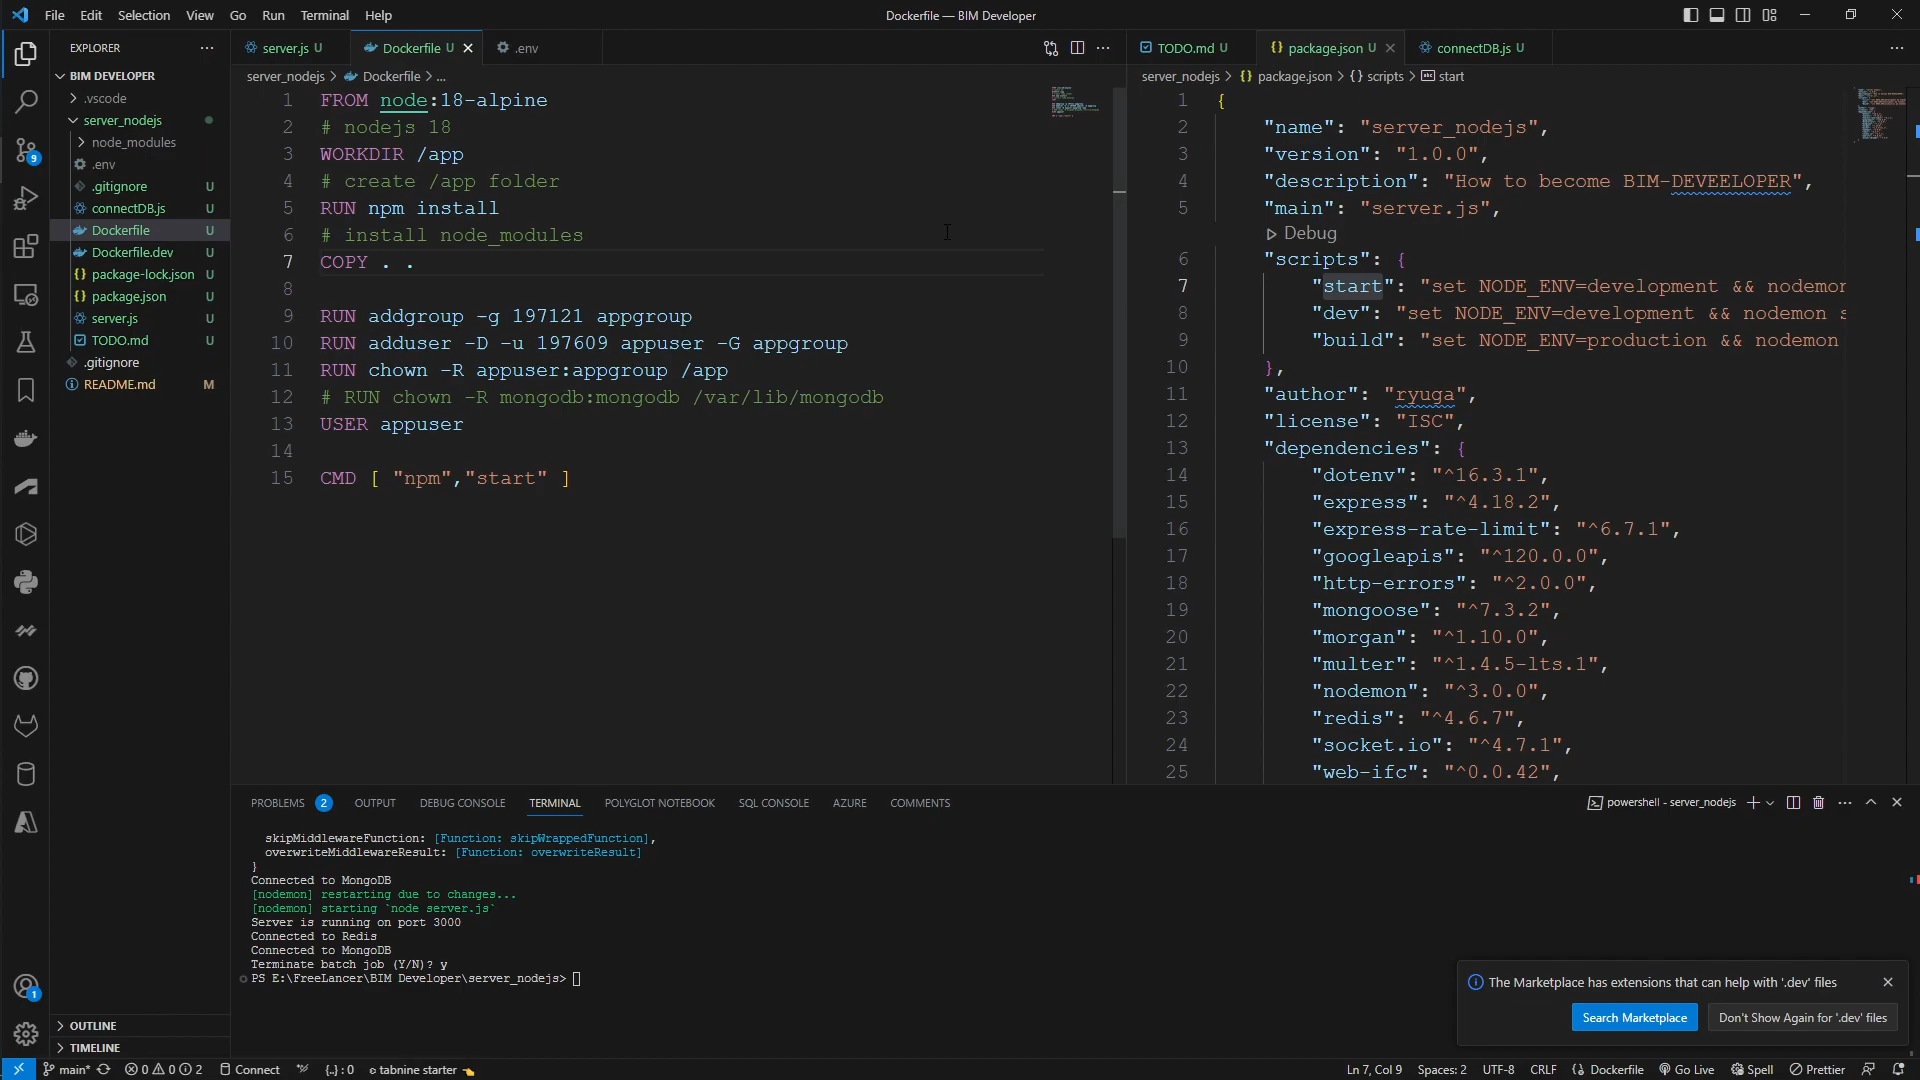 File Edit Selection View Go Run Terminal Help
Dockerfile — BIM Developer
EXPLORER
BIM DEVELOPER
.vscode
server_nodejs
node_modules
.env
.gitignore U
connectDB.js U
Dockerfile U
Dockerfile.dev U
package-lock.json U
package.json U
server.js U
TODO.md U
.gitignore
README.md M
OUTLINE
TIMELINE
9
1
server.js U
Dockerfile U
.env
server_nodejs > Dockerfile > ...
1 FROM node:18-alpine
2 # nodejs 18
3 WORKDIR /app
4 # create /app folder
5 RUN npm install
6 # install node_modules
7 COPY . .
8
9 RUN addgroup -g 197121 appgroup
10 RUN adduser -D -u 197609 appuser -G appgroup
11 RUN chown -R appuser:appgroup /app
12 # RUN chown -R mongodb:mongodb /var/lib/mongodb
13 USER appuser
14
15 CMD [ "npm","start" ]
TODO.md U
package.json U
connectDB.js U
server_nodejs > {} package.json > {} scripts > start
1 {
2 "name": "server_nodejs",
3 "version": "1.0.0",
4 "description": "How to become BIM-DEVEELOPER",
5 "main": "server.js",
Debug
6 "scripts": {
7 "start": "set NODE_ENV=development && nodemon
8 "dev": "set NODE_ENV=development && nodemon s
9 "build": "set NODE_ENV=production && nodemon
10 },
11 "author": "ryuga",
12 "license": "ISC",
13 "dependencies": {
14 "dotenv": "^16.3.1",
15 "express": "^4.18.2",
16 "express-rate-limit": "^6.7.1",
17 "googleapis": "^120.0.0",
18 "http-errors": "^2.0.0",
19 "mongoose": "^7.3.2",
20 "morgan": "^1.10.0",
21 "multer": "^1.4.5-lts.1",
22 "nodemon": "^3.0.0",
23 "redis": "^4.6.7",
24 "socket.io": "^4.7.1",
25 "web-ifc": "^0.0.42",
PROBLEMS 2 OUTPUT DEBUG CONSOLE TERMINAL POLYGLOT NOTEBOOK SQL CONSOLE AZURE COMMENTS
powershell - server_nodejs
skipMiddlewareFunction: [Function: skipWrappedFunction],
overwriteMiddlewareResult: [Function: overwriteResult]
}
Connected to MongoDB
[nodemon] restarting due to changes...
[nodemon] starting `node server.js`
Server is running on port 3000
Connected to Redis
Connected to MongoDB
Terminate batch job (Y/N)? y
PS E:\FreeLancer\BIM Developer\server_nodejs>
The Marketplace has extensions that can help with '.dev' files
Search Marketplace
Don't Show Again for '.dev' files
main* 0 0 2 Connect {..} : 0 tabnine starter
Ln 7, Col 9 Spaces: 2 UTF-8 CRLF Dockerfile Go Live Spell Prettier